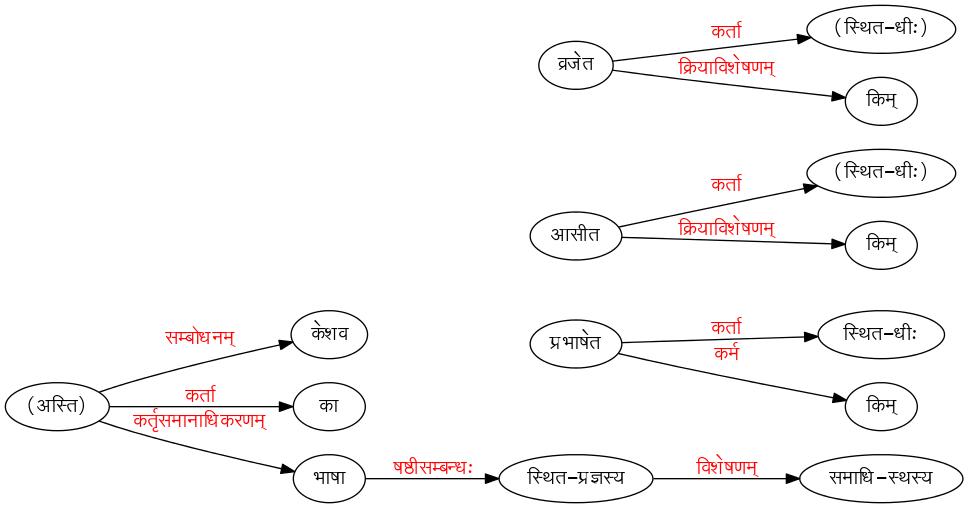 कर्ता
(स्थित-धीः)
व्रजेत
क्रियाविशेषणम्
किम्
कर्ता
(स्थित-धीः)
आसीत
क्रियाविशेषणम्
किम्
सम्बोधनम्
केशव
कर्ता
स्थित-धीः
प्रभाषेत
कर्म
किम्
(अस्ति)
कर्ता
का
कर्तृसमानाधिकरणम्
भाषा
षष्ठीसम्बन्धः
स्थित-प्रज्ञस्य
विशेषणम्
समाधि-स्थस्य